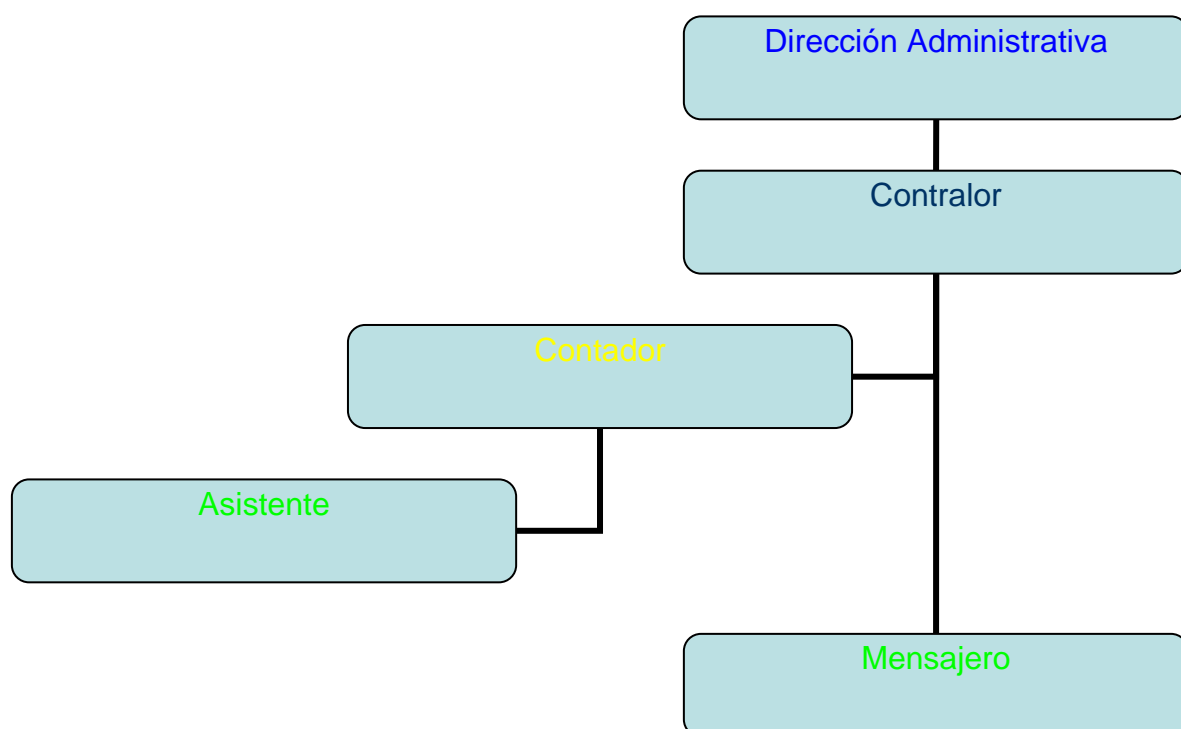 Dirección Administrativa
Contralor
Contador
Asistente
Mensajero